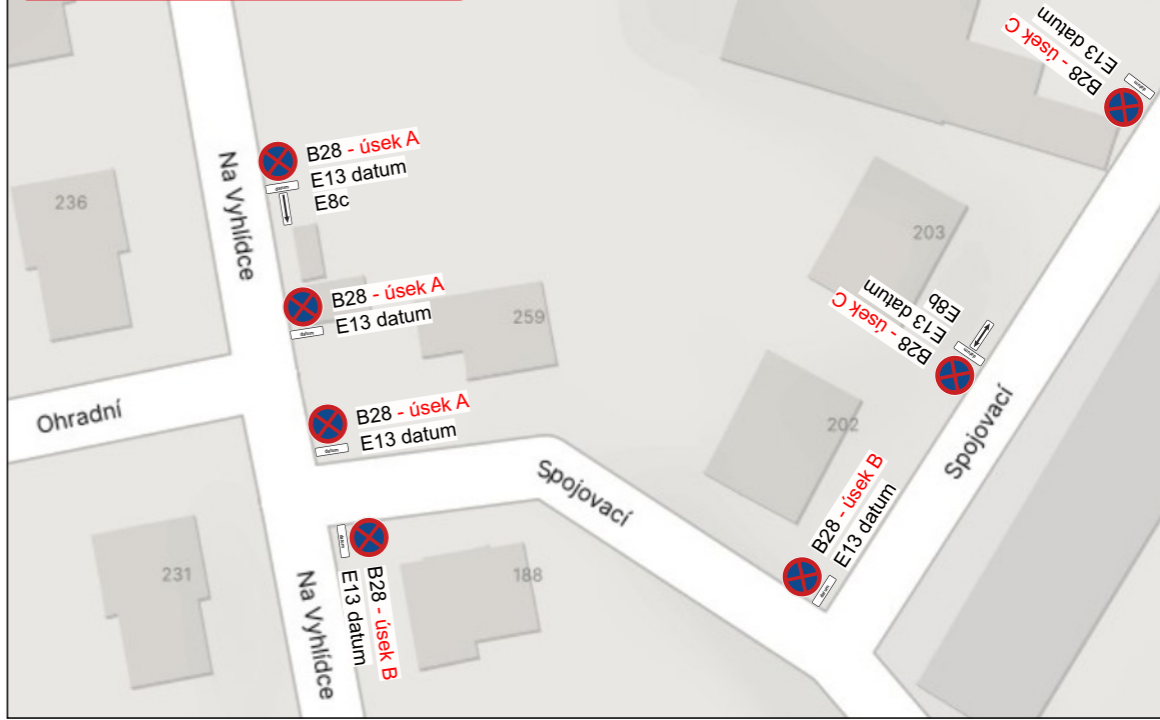 E13 datum
B28 - úsek C
Na Vyhlídce
B28 - úsek A
E13 datum
E8c
236
203
B28 - úsek A
E13 datum
259
E8b
E13 datum
B28 - úsek C
Ohradní
B28 - úsek A
E13 datum
202
Spojovací
Spojovací
B28 - úsek B
E13 datum
231
Na Vyhlídce
E13 datum
B28 - úsek B
188